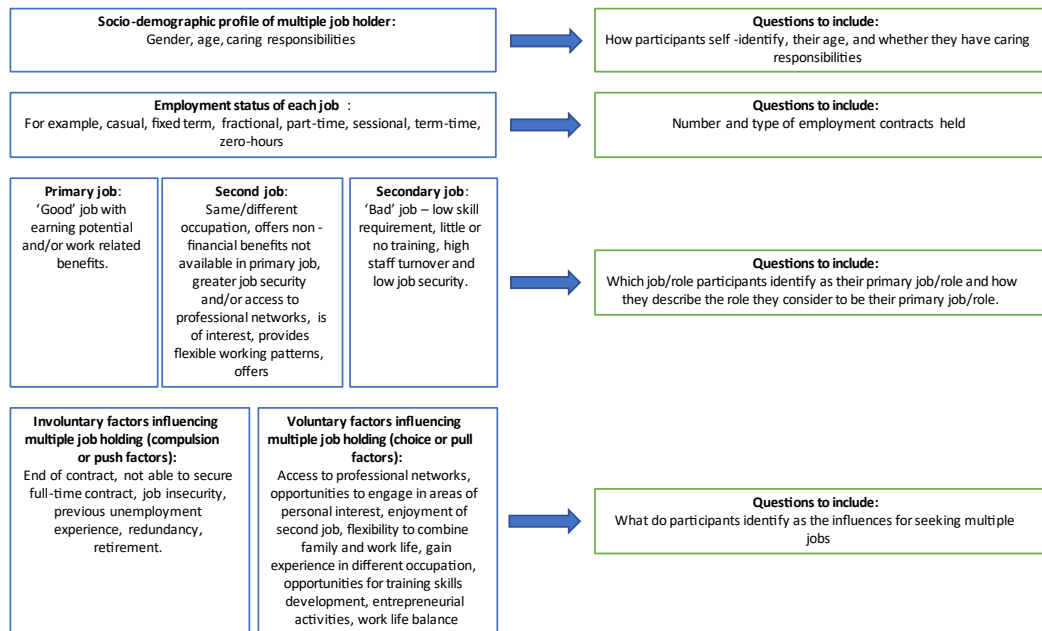 Socio-demographic profile of multiple job holder:
Gender, age, caring responsibilities
Questions to include:
How participants self -identify, their age, and whether they have caring
responsibilities
Employment status of each job :
For example, casual, fixed term, fractional, part-time, sessional, term-time,
zero-hours
Questions to include:
Number and type of employment contracts held
Primary job:
'Good' job with
earning potential
and/or work related
benefits.
Second job:
Same/different
occupation, offers non -
financial benefits not
available in primary job,
greater job security
and/or access to
professional networks, is
of interest, provides
flexible working patterns,
offers
Secondary job:
'Bad' job – low skill
requirement, little or
no training, high
staff turnover and
low job security.
Questions to include:
Which job/role participants identify as their primary job/role and how
they describe the role they consider to be their primary job/role.
Involuntary factors influencing
multiple job holding (compulsion
or push factors):
End of contract, not able to secure
full-time contract, job insecurity,
previous unemployment
experience, redundancy,
retirement.
Voluntary factors influencing
multiple job holding (choice or pull
factors):
Access to professional networks,
opportunities to engage in areas of
personal interest, enjoyment of
second job, flexibility to combine
family and work life, gain
experience in different occupation,
opportunities for training skills
development, entrepreneurial
activities, work life balance
Questions to include:
What do participants identify as the influences for seeking multiple
jobs